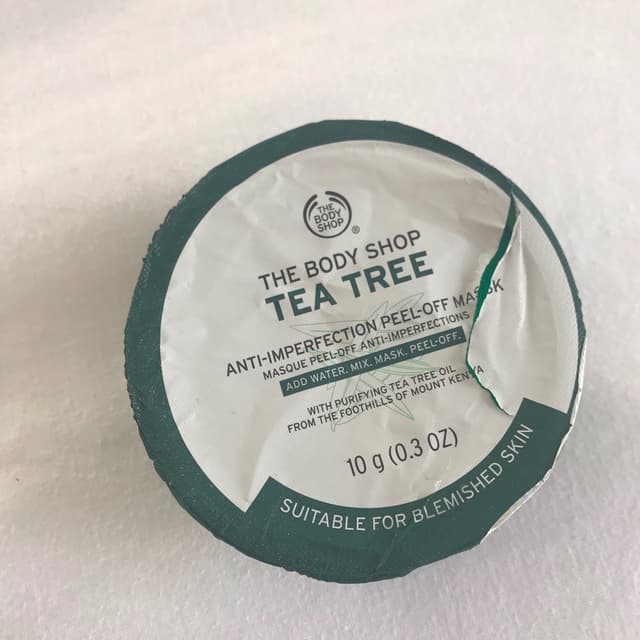 THE
BODY
SHOP
®
THE BODY SHOP
TEA TREE
ANTI-IMPERFECTION PEEL-OFF MASK
MASQUE PEEL-OFF ANTI-IMPERFECTIONS
ADD WATER. MIX. MASK. PEEL-OFF.
WITH PURIFYING TEA TREE OIL
FROM THE FOOTHILLS OF MOUNT KENYA
10 g (0.3 OZ)
SUITABLE FOR BLEMISHED SKIN